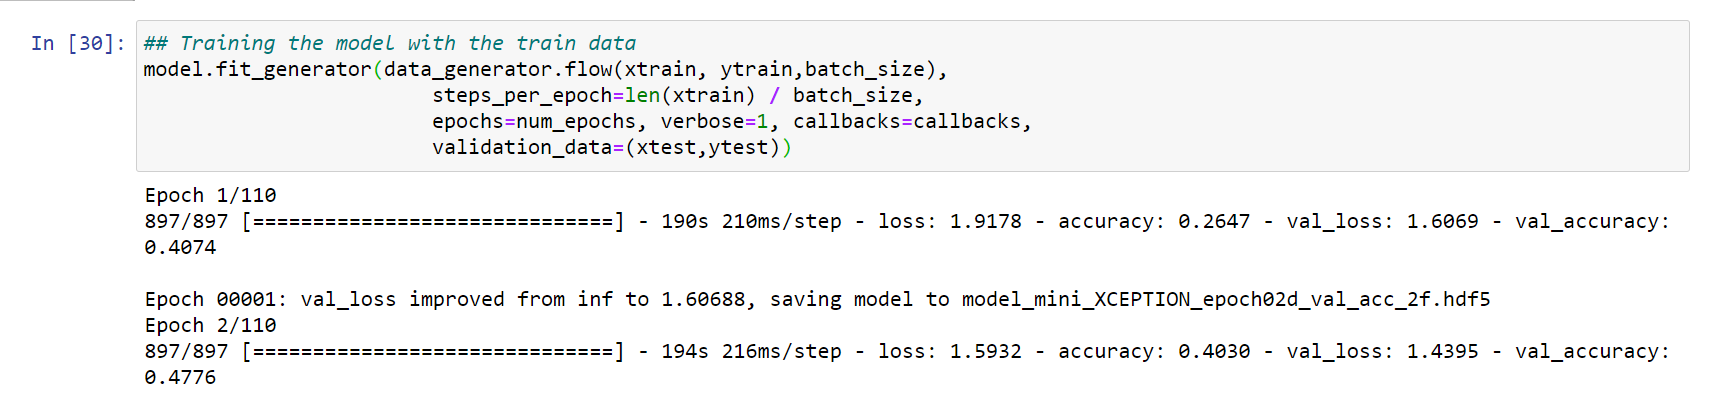 In [30]:
## Training the model with the train data
model.fit_generator(data_generator.flow(xtrain, ytrain,batch_size),
steps_per_epoch=len(xtrain) / batch_size,
epochs=num_epochs, verbose=1, callbacks=callbacks,
validation_data=(xtest,ytest))
Epoch 1/110
897/897 [==============================] - 190s 210ms/step - loss: 1.9178 - accuracy: 0.2647 - val_loss: 1.6069 - val_accuracy:
0.4074
Epoch 00001: val_loss improved from inf to 1.60688, saving model to model_mini_XCEPTION_epoch02d_val_acc_2f.hdf5
Epoch 2/110
897/897 [==============================] - 194s 216ms/step - loss: 1.5932 - accuracy: 0.4030 - val_loss: 1.4395 - val_accuracy:
0.4776